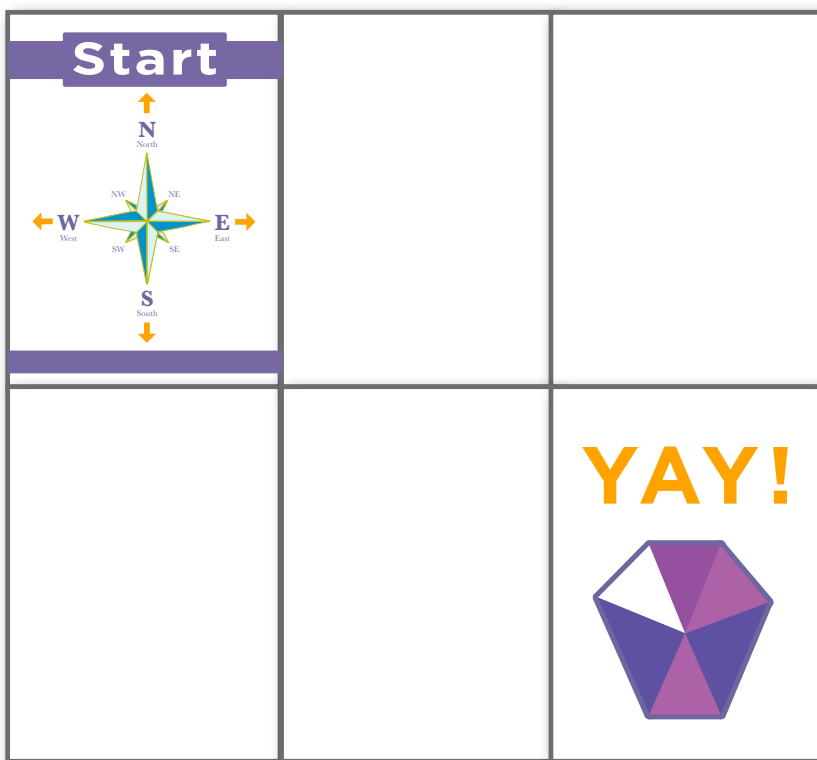 Start
N
North
NW NE
W E
West East
SW SE
S
South
YAY!